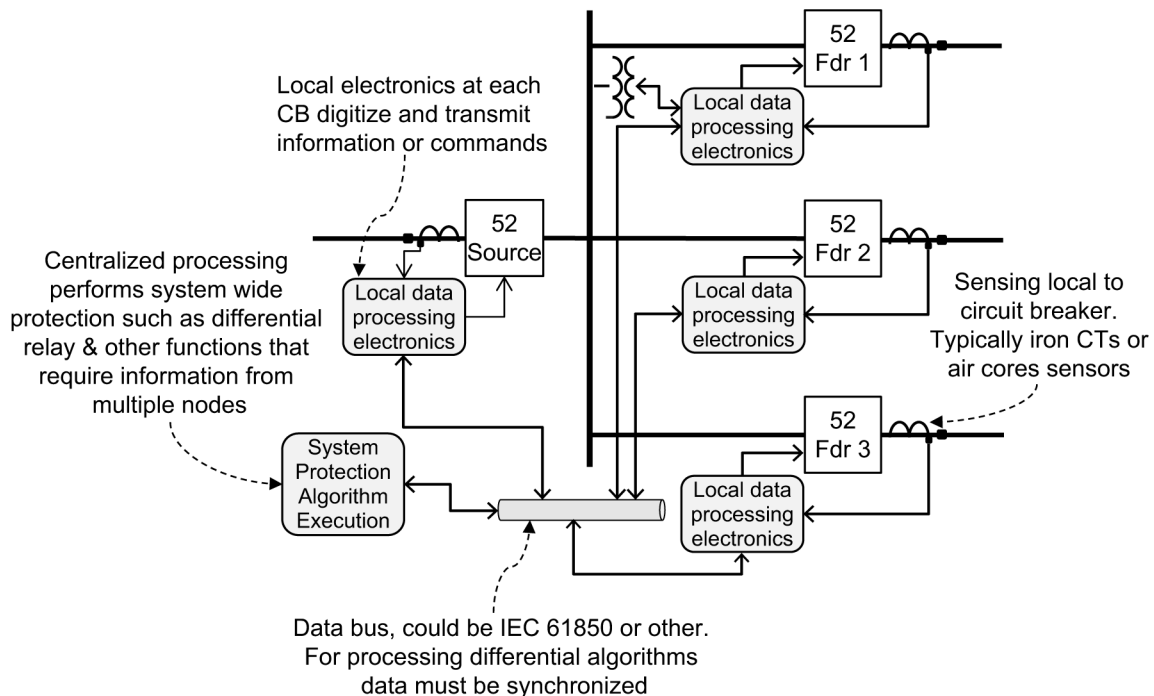 52
Fdr 1
Local electronics at each
CB digitize and transmit
information or commands
Local data
processing
electronics
52
Source
52
Fdr 2
Centralized processing
performs system wide
protection such as differential
relay & other functions that
require information from
multiple nodes
Local data
processing
electronics
Local data
processing
electronics
Sensing local to
circuit breaker.
Typically iron CTs or
air cores sensors
52
Fdr 3
System
Protection
Algorithm
Execution
Local data
processing
electronics
Data bus, could be IEC 61850 or other.
For processing differential algorithms
data must be synchronized